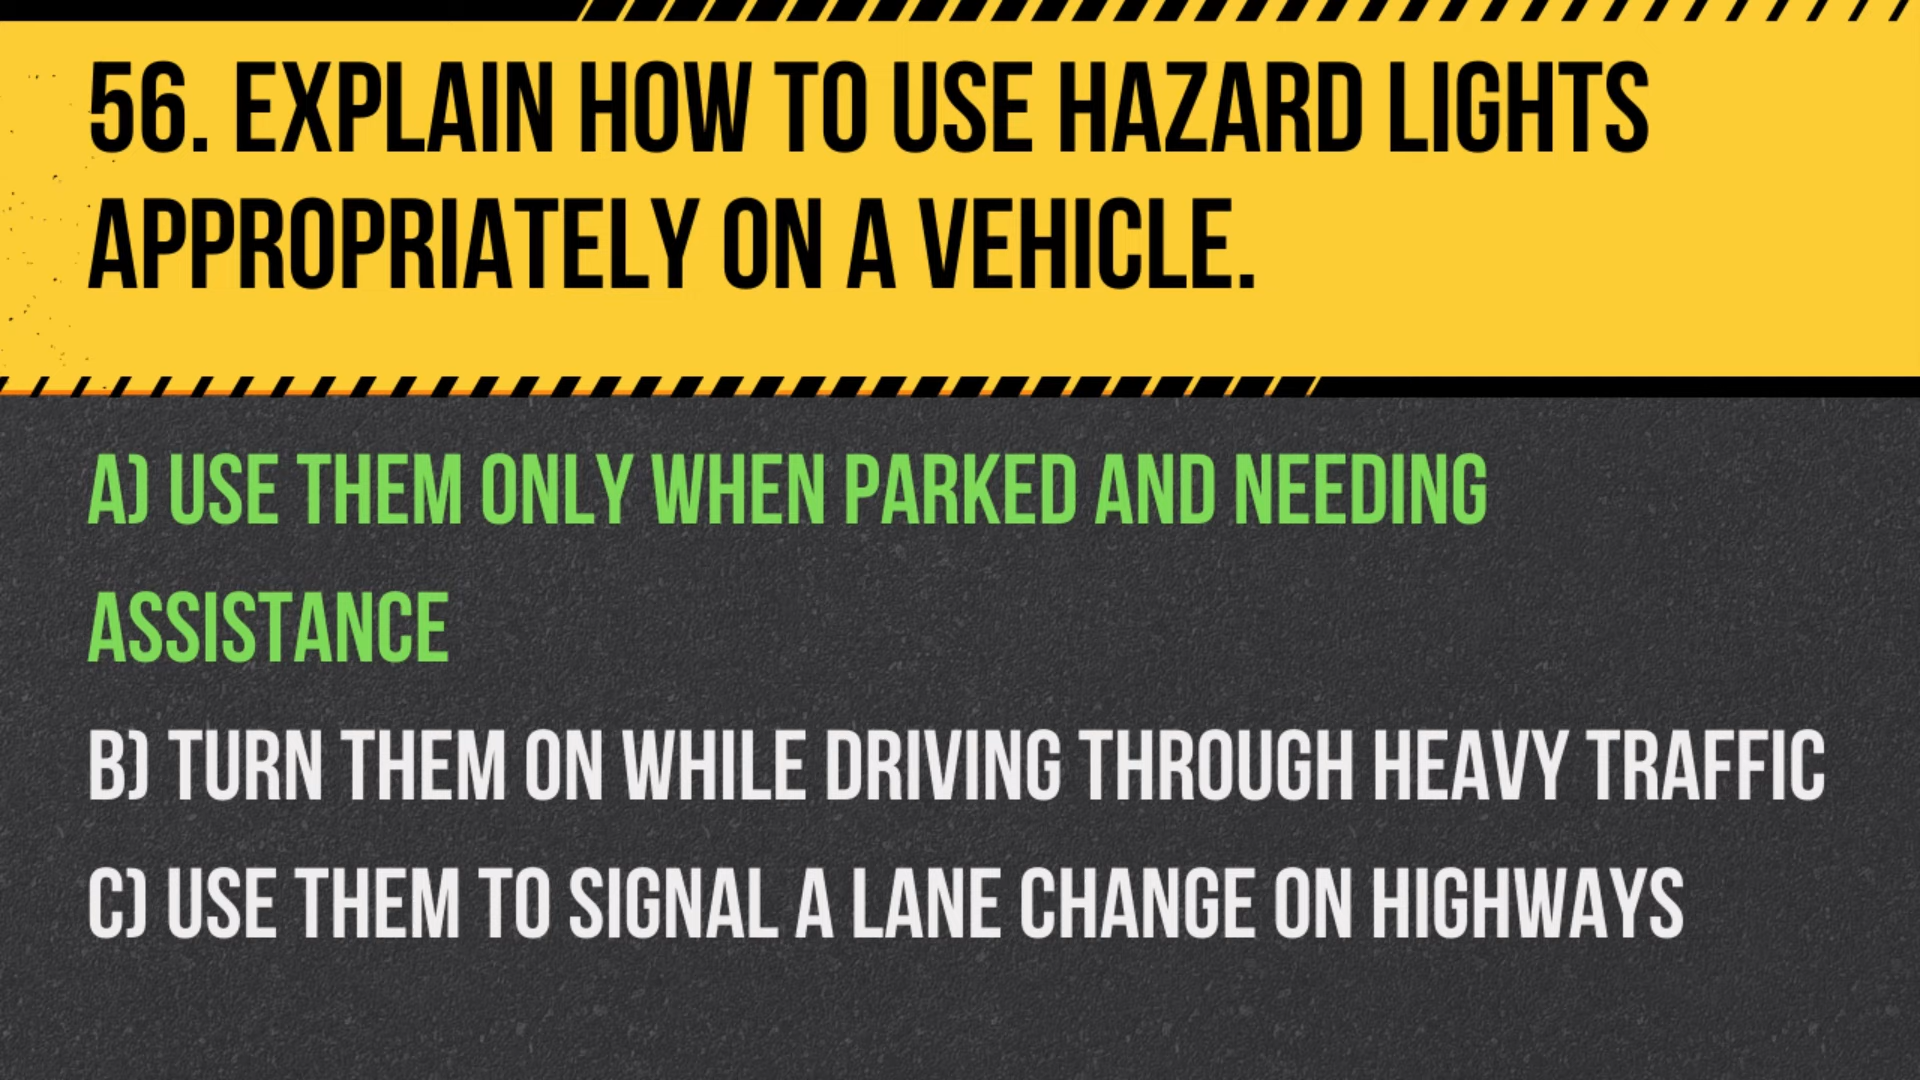 56. EXPLAIN HOW TO USE HAZARD LIGHTS
APPROPRIATELY ON A VEHICLE.
A) USE THEM ONLY WHEN PARKED AND NEEDING
ASSISTANCE
B) TURN THEM ON WHILE DRIVING THROUGH HEAVY TRAFFIC
C) USE THEM TO SIGNAL A LANE CHANGE ON HIGHWAYS